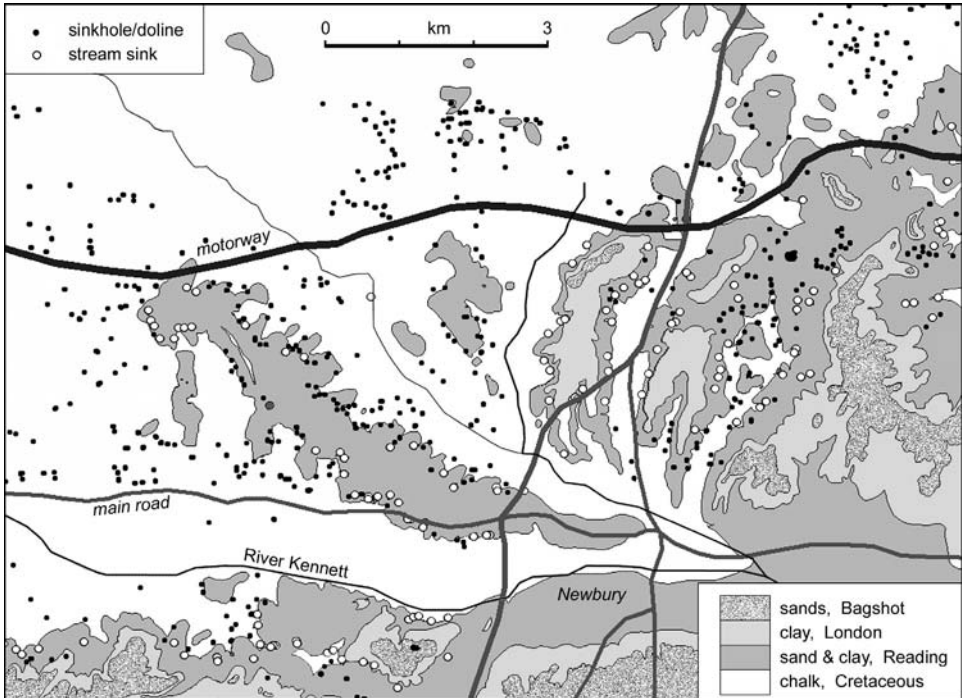 sinkhole/doline
stream sink
0 km 3
motorway
main road
River Kennett
Newbury
sands, Bagshot
clay, London
sand & clay, Reading
chalk, Cretaceous